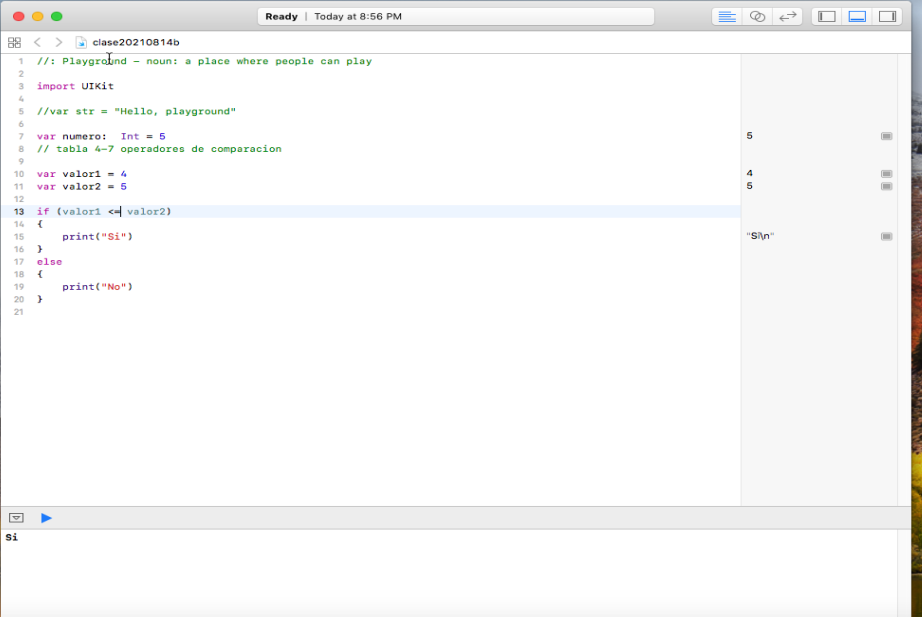 Ready | Today at 8:56 PM
clase20210814b
1 //: Playground - noun: a place where people can play
2
3 import UIKit
4
5 //var str = "Hello, playground"
6
7 var numero:  Int = 5 5
8 // tabla 4-7 operadores de comparacion
9
10 var valor1 = 4 4
11 var valor2 = 5 5
12
13 if (valor1 <= valor2)
14 {
15     print("Si") "Si\n"
16 }
17 else
18 {
19     print("No")
20 }
21
Si